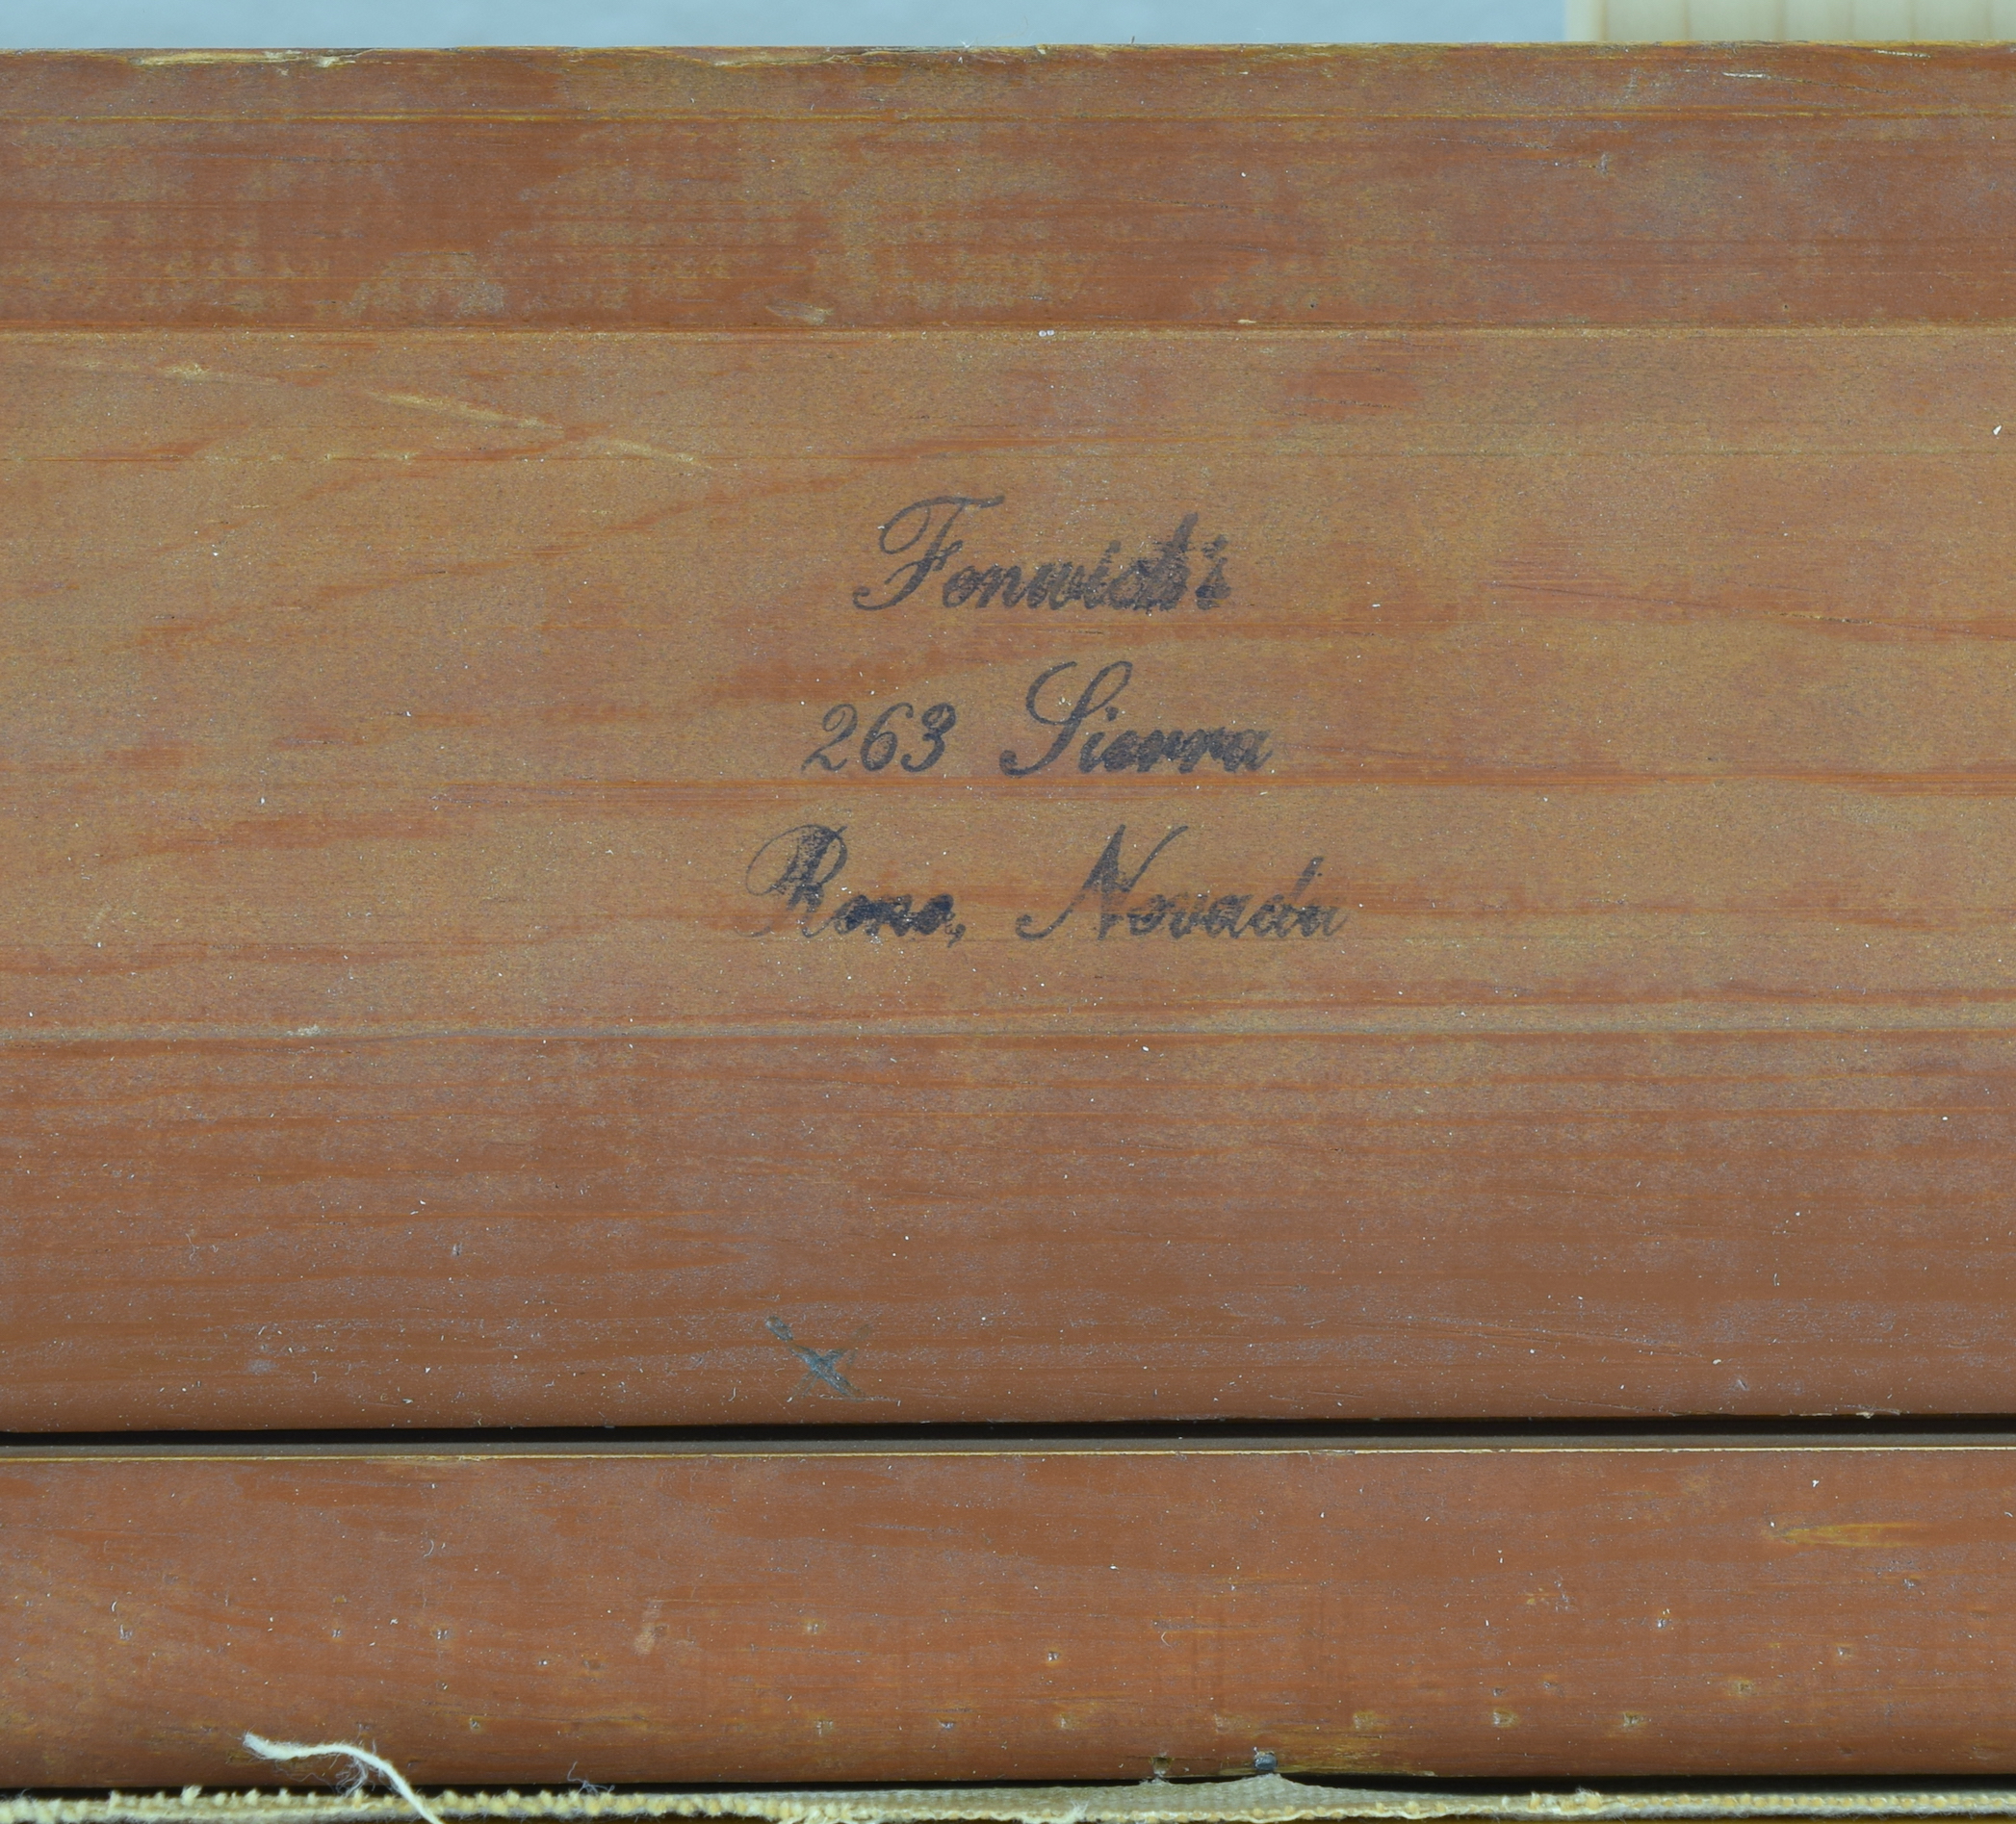 Fenwick's
263 Sierra
Reno, Nevada